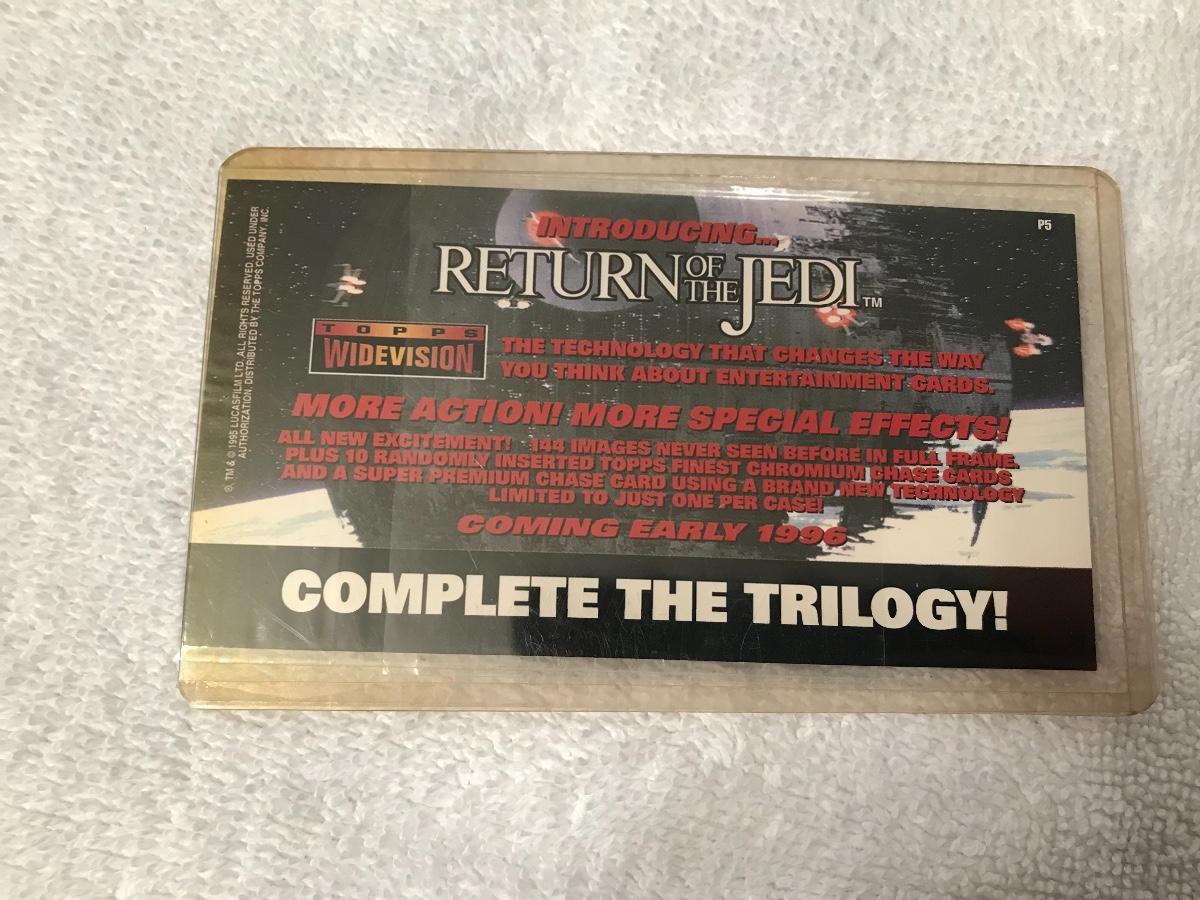 P5
INTRODUCING...
RETURN OF THE JEDI™
TOPPS
WIDEVISION
THE TECHNOLOGY THAT CHANGES THE WAY
YOU THINK ABOUT ENTERTAINMENT CARDS.
MORE ACTION! MORE SPECIAL EFFECTS!
ALL NEW EXCITEMENT! 144 IMAGES NEVER SEEN BEFORE IN FULL FRAME.
PLUS 10 RANDOMLY INSERTED TOPPS FINEST CHROMIUM CHASE CARDS
AND A SUPER PREMIUM CHASE CARD USING A BRAND NEW TECHNOLOGY
LIMITED TO JUST ONE PER CASE!
COMING EARLY 1996
COMPLETE THE TRILOGY!
®, TM & © 1995 LUCASFILM LTD. ALL RIGHTS RESERVED. USED UNDER
AUTHORIZATION. DISTRIBUTED BY THE TOPPS COMPANY, INC.